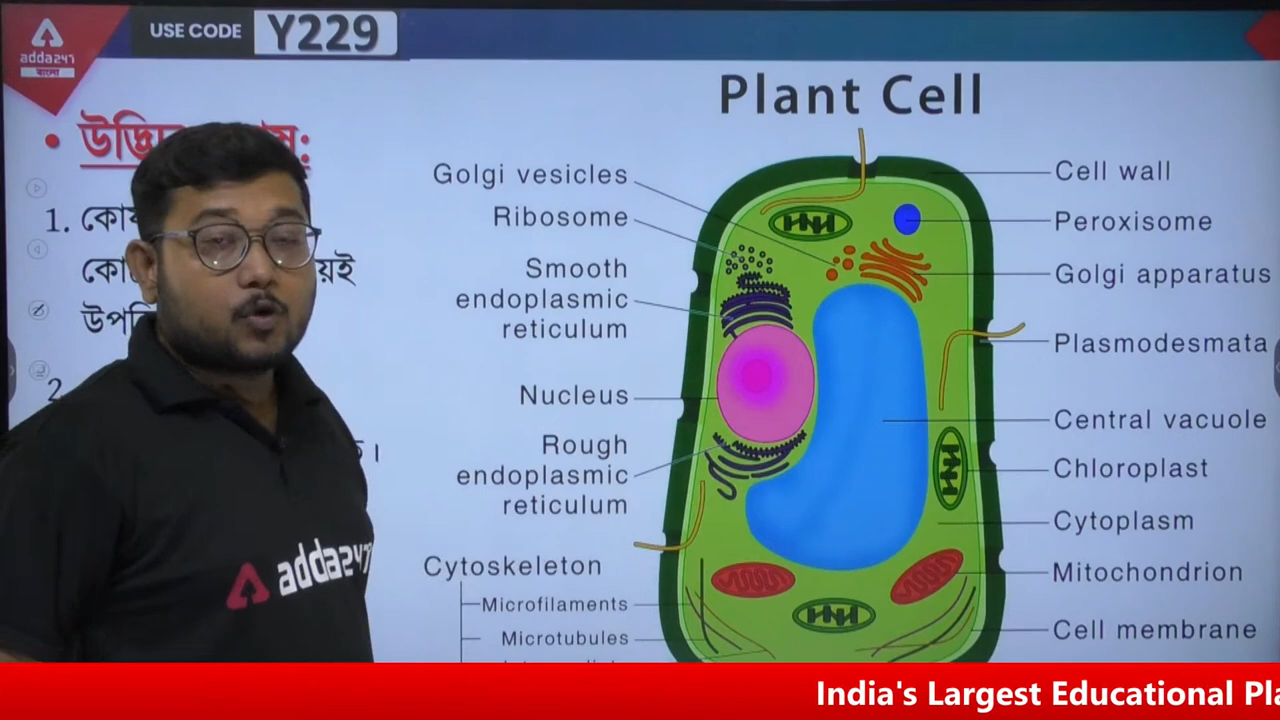 adda247
বাংলা
USE CODE
Y229
Plant Cell
1.
য়ই
2
Golgi vesicles
Ribosome
Smooth
endoplasmic
reticulum
Nucleus
Rough
endoplasmic
reticulum
Cytoskeleton
Microfilaments
Microtubules
Cell wall
Peroxisome
Golgi apparatus
Plasmodesmata
Central vacuole
Chloroplast
Cytoplasm
Mitochondrion
Cell membrane
adda247
India's Largest Educational